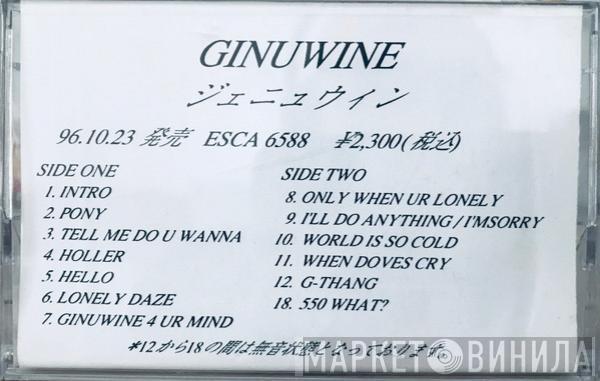 GINUWINE
ジェニュウィン
96.10.23 発売 ESCA 6588 ¥2,300(税込)
SIDE ONE
1. INTRO
2. PONY
3. TELL ME DO U WANNA
4. HOLLER
5. HELLO
6. LONELY DAZE
7. GINUWINE 4 UR MIND
SIDE TWO
8. ONLY WHEN UR LONELY
9. I'LL DO ANYTHING / I'MSORRY
10. WORLD IS SO COLD
11. WHEN DOVES CRY
12. G-THANG
18. 550 WHAT?
*12から18の間は無音状態となっております。
МАРКЕТ ВИНИЛА